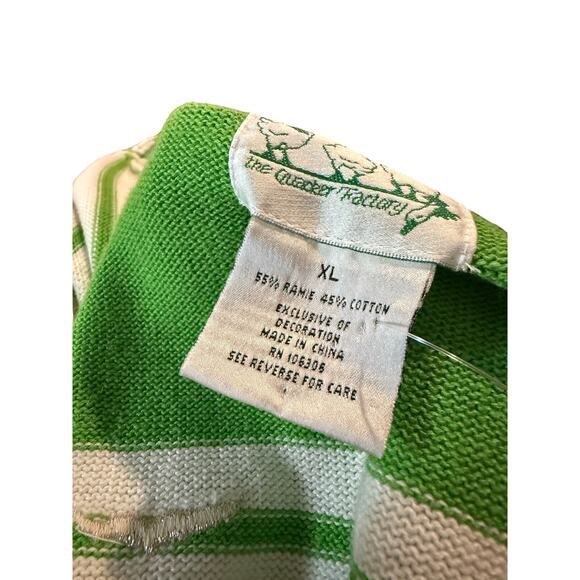 The Quacker Factory
XL
55% RAMIE 45% COTTON
EXCLUSIVE OF
DECORATION
MADE IN CHINA
RN 106306
SEE REVERSE FOR CARE